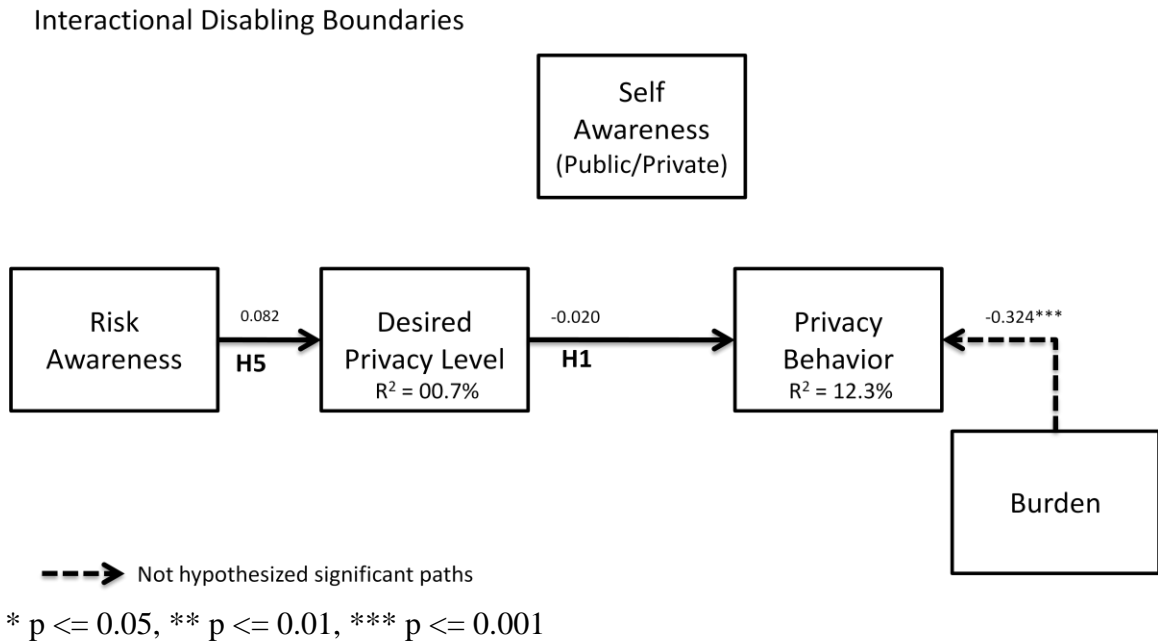 Interactional Disabling Boundaries
Self
Awareness
(Public/Private)
Risk
Awareness
0.082
H5
Desired
Privacy Level
R² = 00.7%
-0.020
H1
Privacy
Behavior
R² = 12.3%
-0.324***
Burden
Not hypothesized significant paths
* p <= 0.05, ** p <= 0.01, *** p <= 0.001